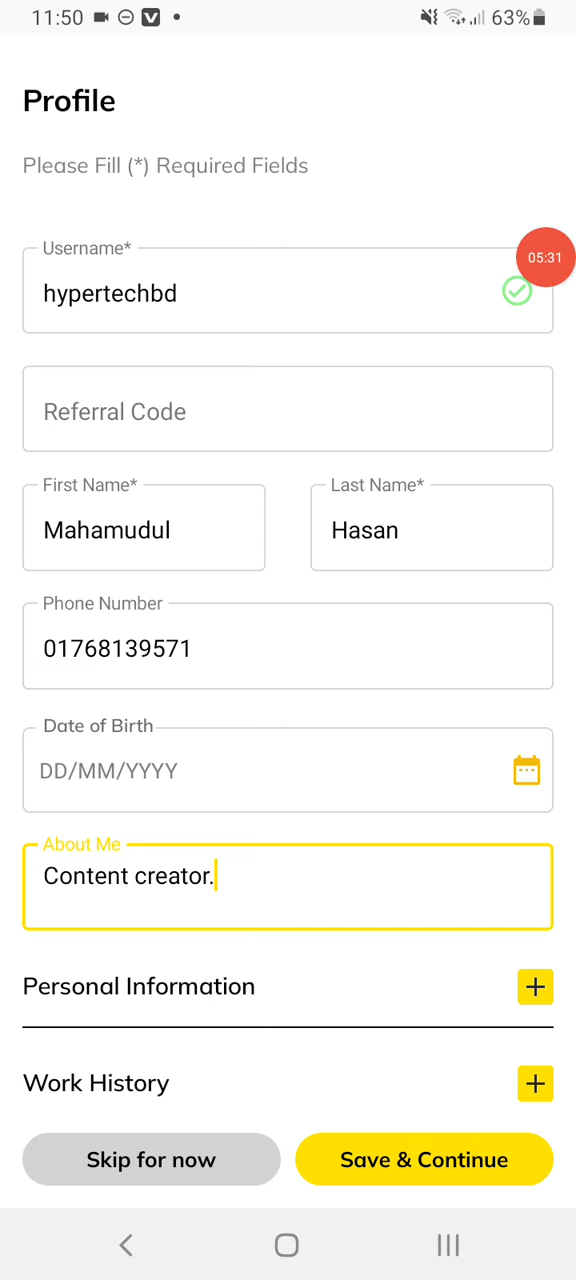 11:50
63%
Profile
Please Fill (*) Required Fields
Username*
05:31
hypertechbd
Referral Code
First Name*
Last Name*
Mahamudul
Hasan
Phone Number
01768139571
Date of Birth
DD/MM/YYYY
About Me
Content creator.
Personal Information
Work History
Skip for now
Save & Continue